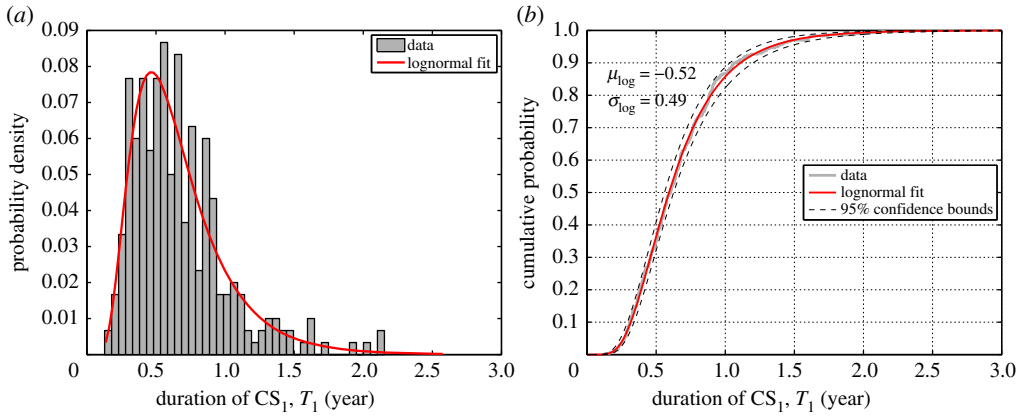 (a)
0.09
0.08
0.07
0.06
0.05
0.04
0.03
0.02
0.01
probability density
data
lognormal fit
0 0.5 1.0 1.5 2.0 2.5 3.0
duration of CS₁, T₁ (year)
(b)
1.0
0.9
0.8
0.7
0.6
0.5
0.4
0.3
0.2
0.1
cumulative probability
μlog = −0.52
σlog = 0.49
data
lognormal fit
95% confidence bounds
0 0.5 1.0 1.5 2.0 2.5 3.0
duration of CS₁, T₁ (year)